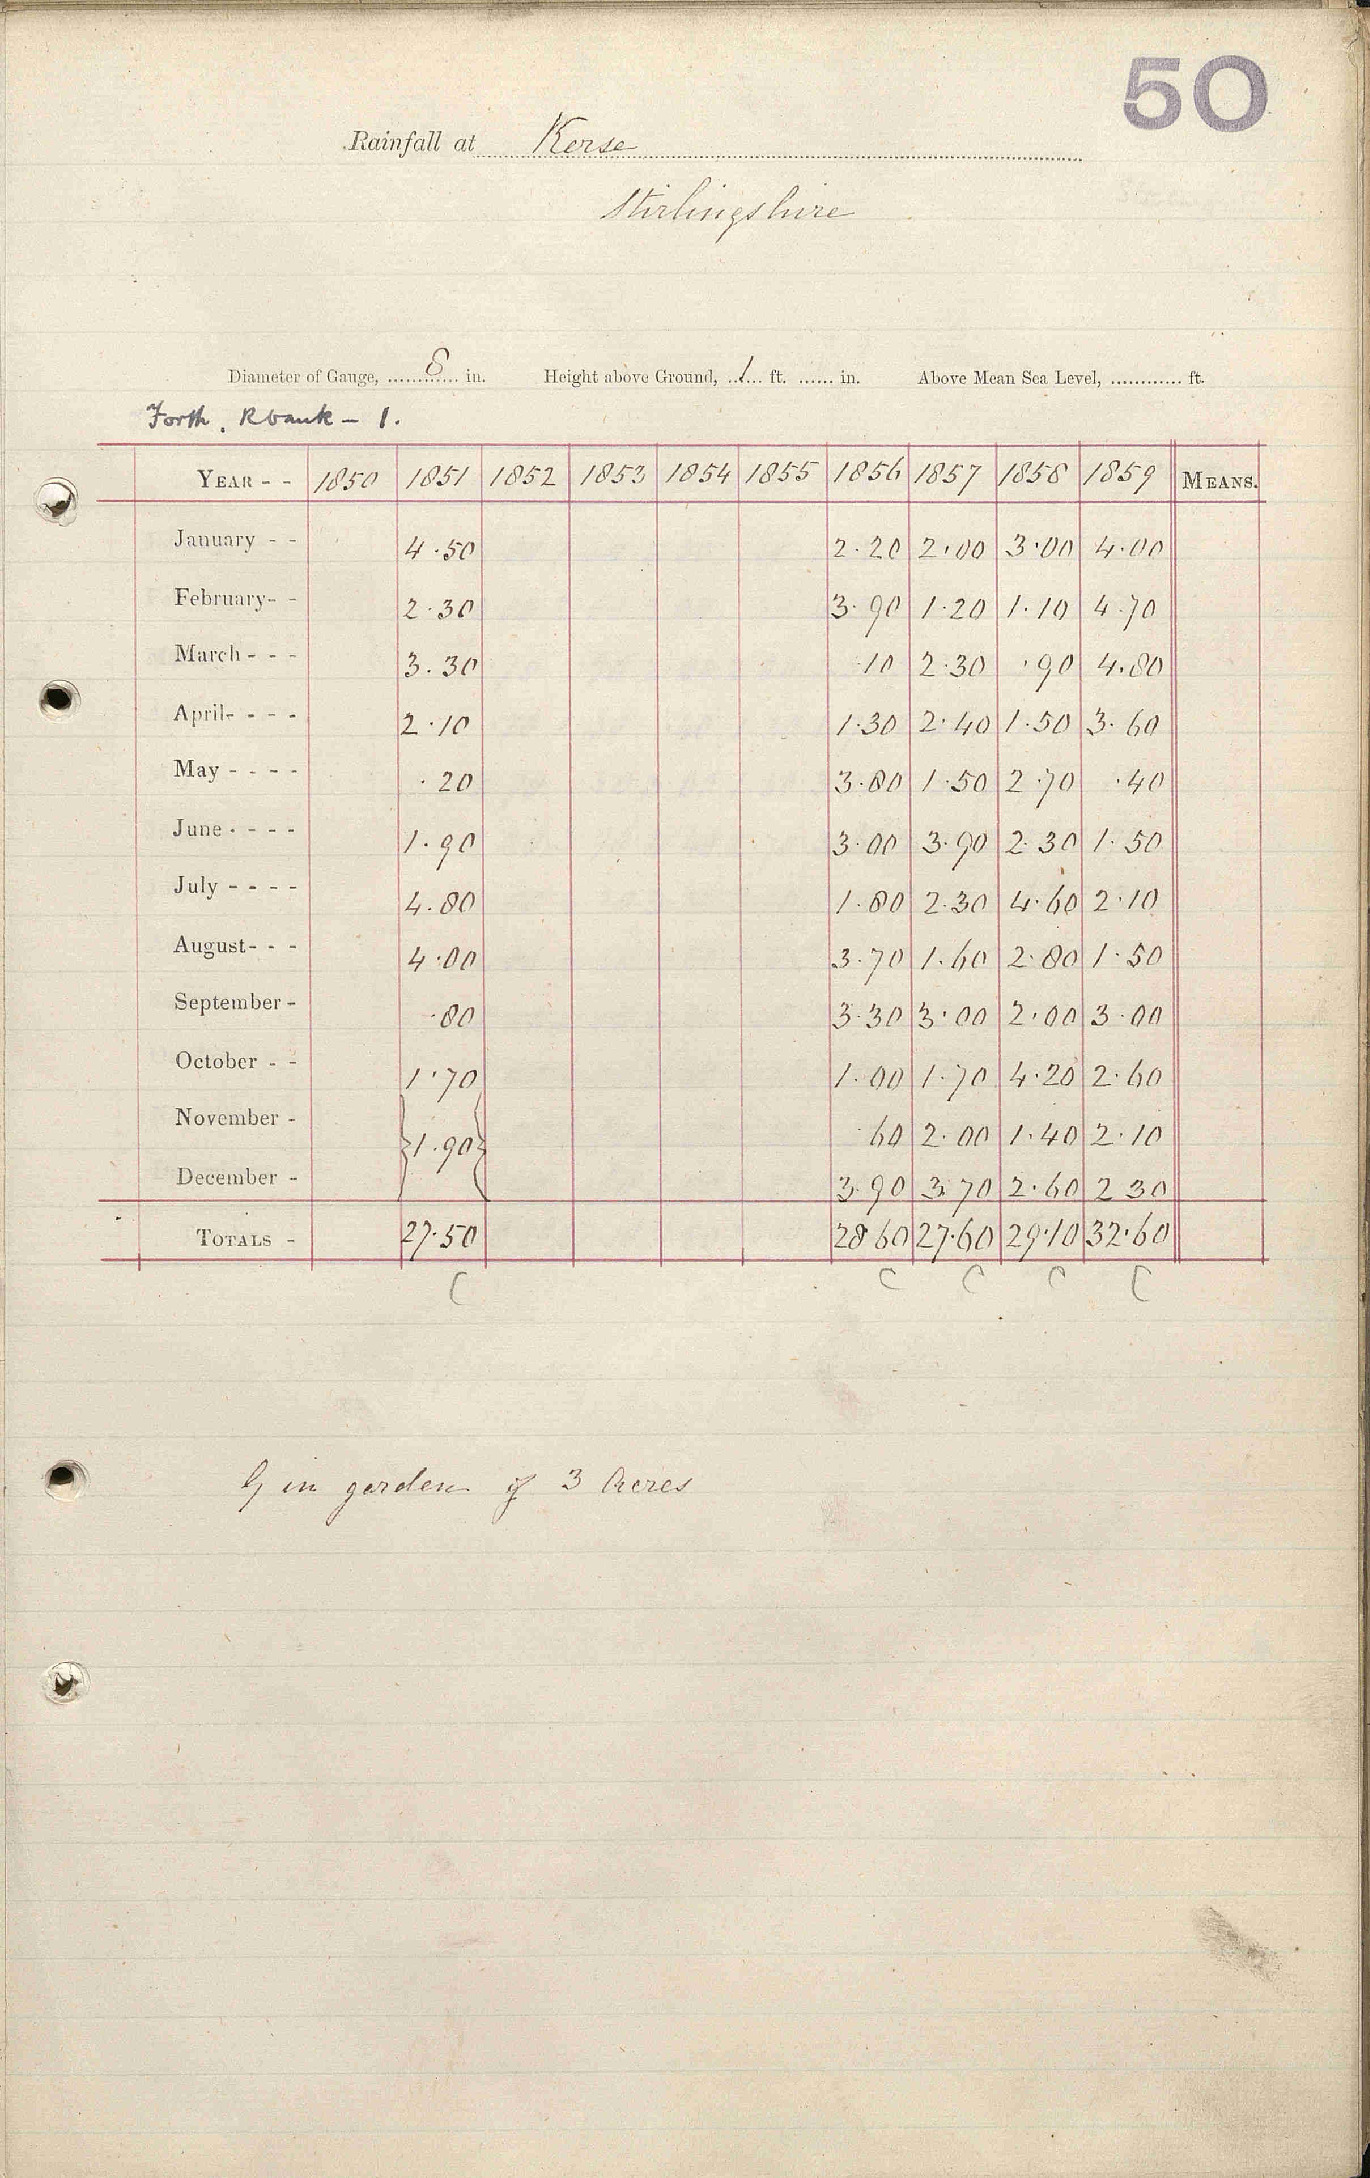 50
Rainfall at Kerse
Stirlingshire
Diameter of Gauge, 8 in. Height above Ground, 1 ft. in. Above Mean Sea Level, ft.
Forth. Rbank - 1.
YEAR - - 1850 1851 1852 1853 1854 1855 1856 1857 1858 1859 MEANS.
January - - 4.50 2.20 2.00 3.00 4.00
February- - 2.30 3.90 1.20 1.10 4.70
March - - - 3.30 .10 2.30 .90 4.80
April- - - - 2.10 1.30 2.40 1.50 3.60
May - - - - .20 3.80 1.50 2.70 .40
June - - - - 1.90 3.00 3.90 2.30 1.50
July - - - - 4.80 1.80 2.30 4.60 2.10
August- - - 4.00 3.70 1.60 2.80 1.50
September - .80 3.30 3.00 2.00 3.00
October - - 1.70 1.00 1.70 4.20 2.60
November - } 1.90 { .60 2.00 1.40 2.10
December - 3.90 3.70 2.60 2.30
TOTALS - 27.50 28.60 27.60 29.10 32.60
C C C C C
G in garden of 3 Acres